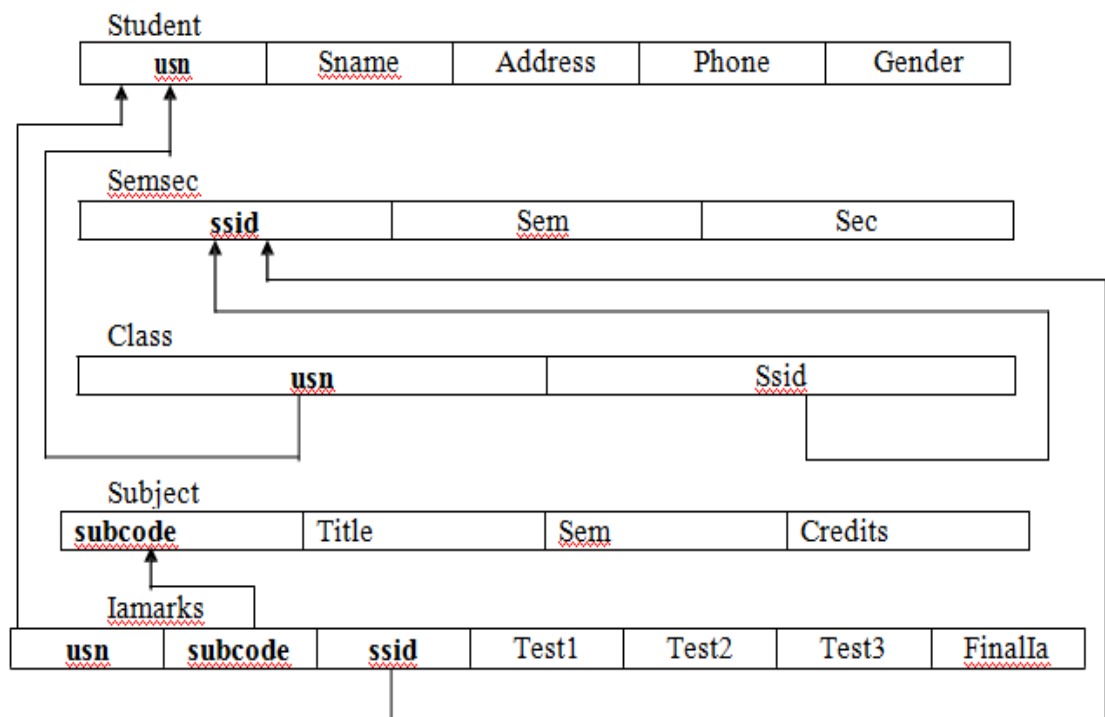 Student
usn Sname Address Phone Gender
Semsec
ssid Sem Sec
Class
usn Ssid
Subject
subcode Title Sem Credits
Iamarks
usn subcode ssid Test1 Test2 Test3 FinalIa